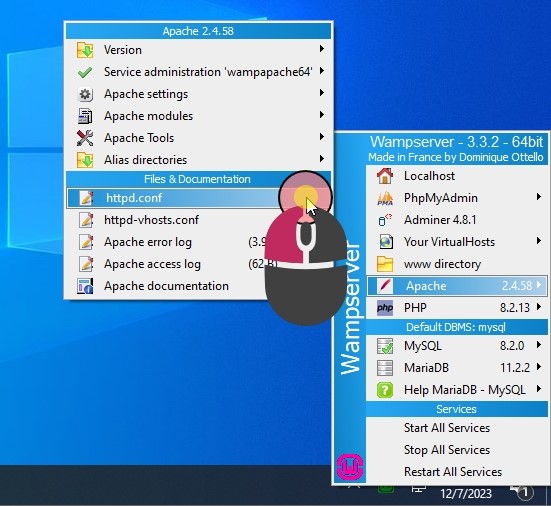 Apache 2.4.58
Version
Service administration 'wampapache64'
Apache settings
Apache modules
Apache Tools
Alias directories
Files & Documentation
httpd.conf
httpd-vhosts.conf
Apache error log
Apache access log
Apache documentation
Wampserver - 3.3.2 - 64bit
Made in France by Dominique Ottello
Wampserver
Localhost
PhpMyAdmin
Adminer 4.8.1
Your VirtualHosts
www directory
Apache 2.4.58
PHP 8.2.13
Default DBMS: mysql
MySQL 8.2.0
MariaDB 11.2.2
Help MariaDB - MySQL
Services
Start All Services
Stop All Services
Restart All Services
12/7/2023
1